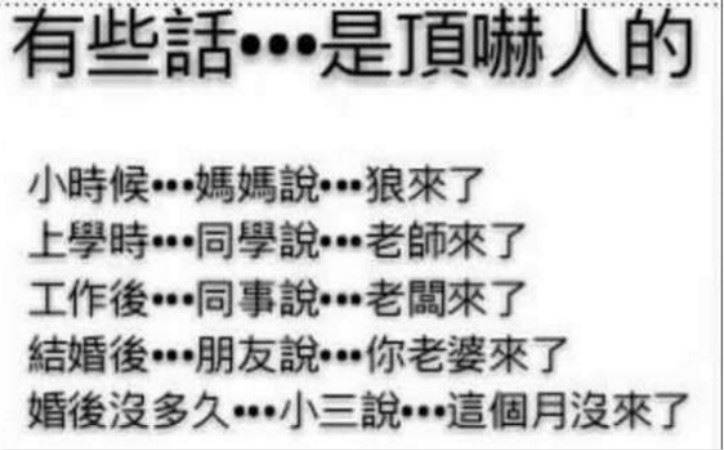 有些話•••是頂嚇人的
小時候•••媽媽說•••狼來了
上學時•••同學說•••老師來了
工作後•••同事說•••老闆來了
結婚後•••朋友說•••你老婆來了
婚後沒多久•••小三說•••這個月沒來了